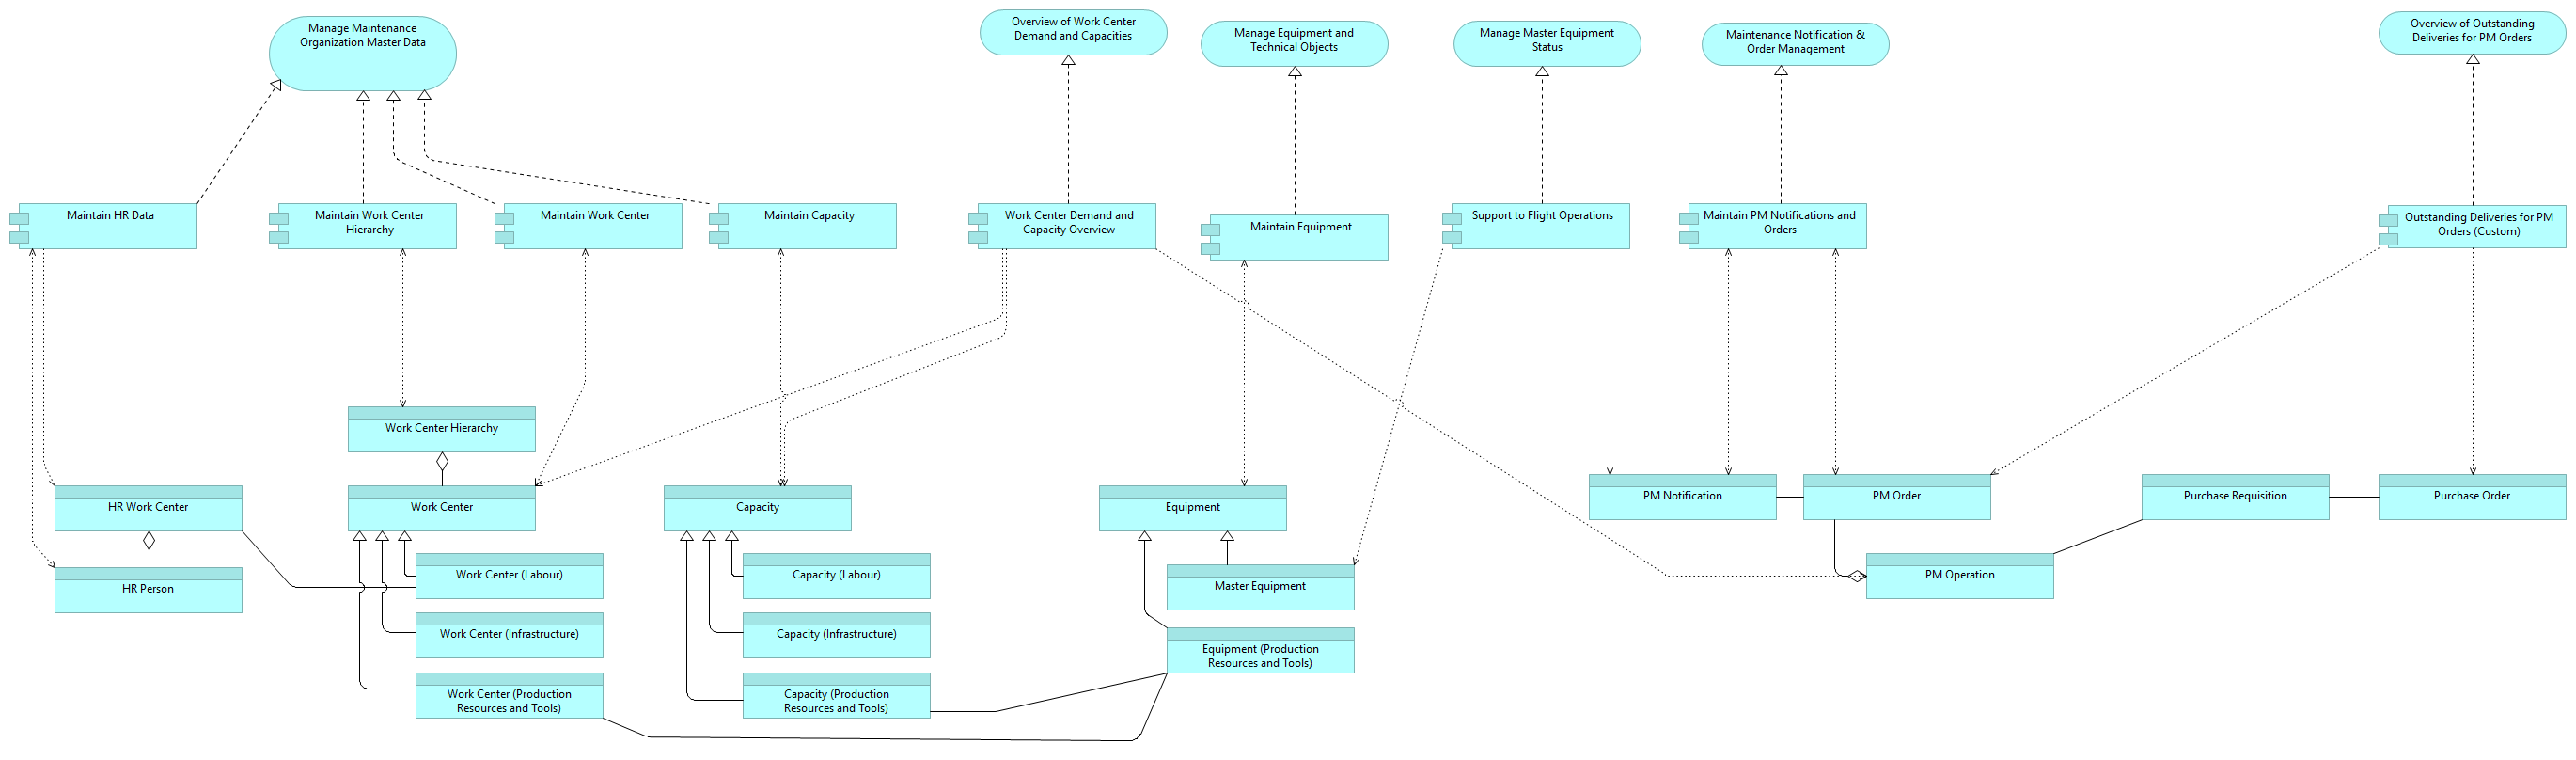 Manage Maintenance
Organization Master Data
Overview of Work Center
Demand and Capacities
Manage Equipment and
Technical Objects
Manage Master Equipment
Status
Maintenance Notification &
Order Management
Overview of Outstanding
Deliveries for PM Orders
Maintain HR Data
Maintain Work Center
Hierarchy
Maintain Work Center
Maintain Capacity
Work Center Demand and
Capacity Overview
Maintain Equipment
Support to Flight Operations
Maintain PM Notifications and
Orders
Outstanding Deliveries for PM
Orders (Custom)
Work Center Hierarchy
HR Work Center
Work Center
Capacity
Equipment
PM Notification
PM Order
Purchase Requisition
Purchase Order
HR Person
Work Center (Labour)
Capacity (Labour)
Master Equipment
PM Operation
Work Center (Infrastructure)
Capacity (Infrastructure)
Equipment (Production
Resources and Tools)
Work Center (Production
Resources and Tools)
Capacity (Production
Resources and Tools)